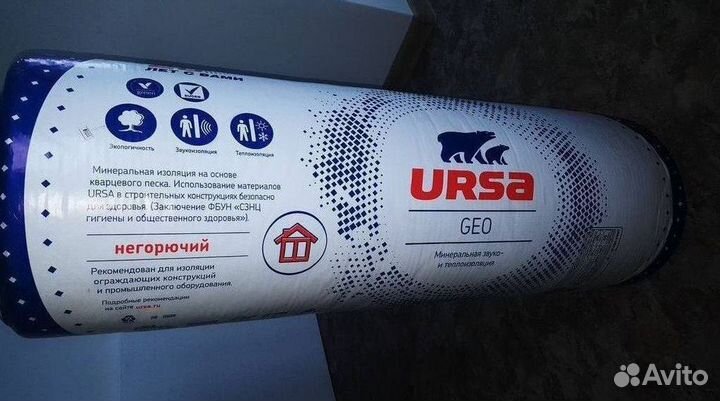 ЛЕТ С ВАМИ
Экологичность
Звукоизоляция
Теплоизоляция
Минеральная изоляция на основе
кварцевого песка. Использование материалов
URSA в строительных конструкциях безопасно
для здоровья. (Заключение ФБУН «СЗНЦ
гигиены и общественного здоровья»).
негорючий
Рекомендован для изоляции
ограждающих конструкций
и промышленного оборудования.
Подробные рекомендации
на сайте ursa.ru
URSA
GEO
Минеральная звуко-
и теплоизоляция
Avito